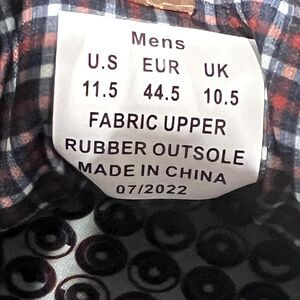 Mens
U.S EUR UK
11.5 44.5 10.5
FABRIC UPPER
RUBBER OUTSOLE
MADE IN CHINA
07/2022